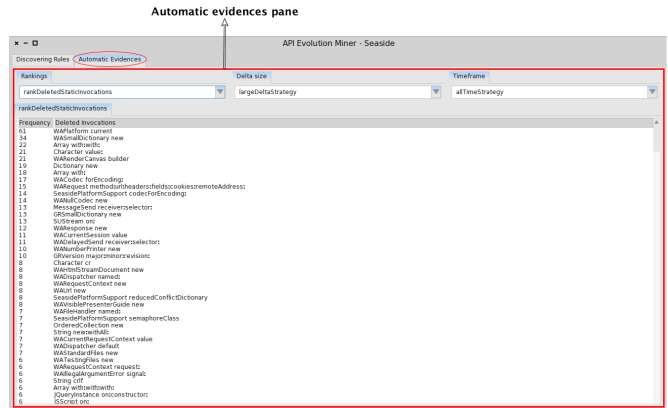 Automatic evidences pane
API Evolution Miner - Seaside
Discovering Rules Automatic Evidences
Rankings Delta size Timeframe
rankDeletedStaticInvocations largeDeltaStrategy allTimeStrategy
rankDeletedStaticInvocations
Frequency Deleted Invocations
61 WAPlatform current
34 WASmallDictionary new
22 Array with:with:
21 Character value:
21 WARenderCanvas builder
19 Dictionary new
18 Array with:
17 WACodec forEncoding:
15 WARequest method:uri:headers:fields:cookies:remoteAddress:
14 SeasidePlatformSupport codecForEncoding:
14 WANullCodec new
13 MessageSend receiver:selector:
13 GRSmallDictionary new
13 SUStream on:
12 WAResponse new
11 WACurrentSession value
11 WADelayedSend receiver:selector:
10 WANumberPrinter new
10 GRVersion major:minor:revision:
8 Character cr
8 WAHtmlStreamDocument new
8 WADispatcher named:
8 WARequestContext new
8 WAUrl new
8 SeasidePlatformSupport reducedConflictDictionary
8 WAVisiblePresenterGuide new
7 WAFileHandler named:
7 SeasidePlatformSupport semaphoreClass
7 OrderedCollection new
7 String new:withAll:
7 WACurrentRequestContext value
7 WADispatcher default
7 WAStandardFiles new
6 WATestingFiles new
6 WARequestContext request:
6 WAIllegalArgumentError signal:
6 String crlf
6 Array with:with:with:
6 JQueryInstance on:constructor:
6 JSScript on: